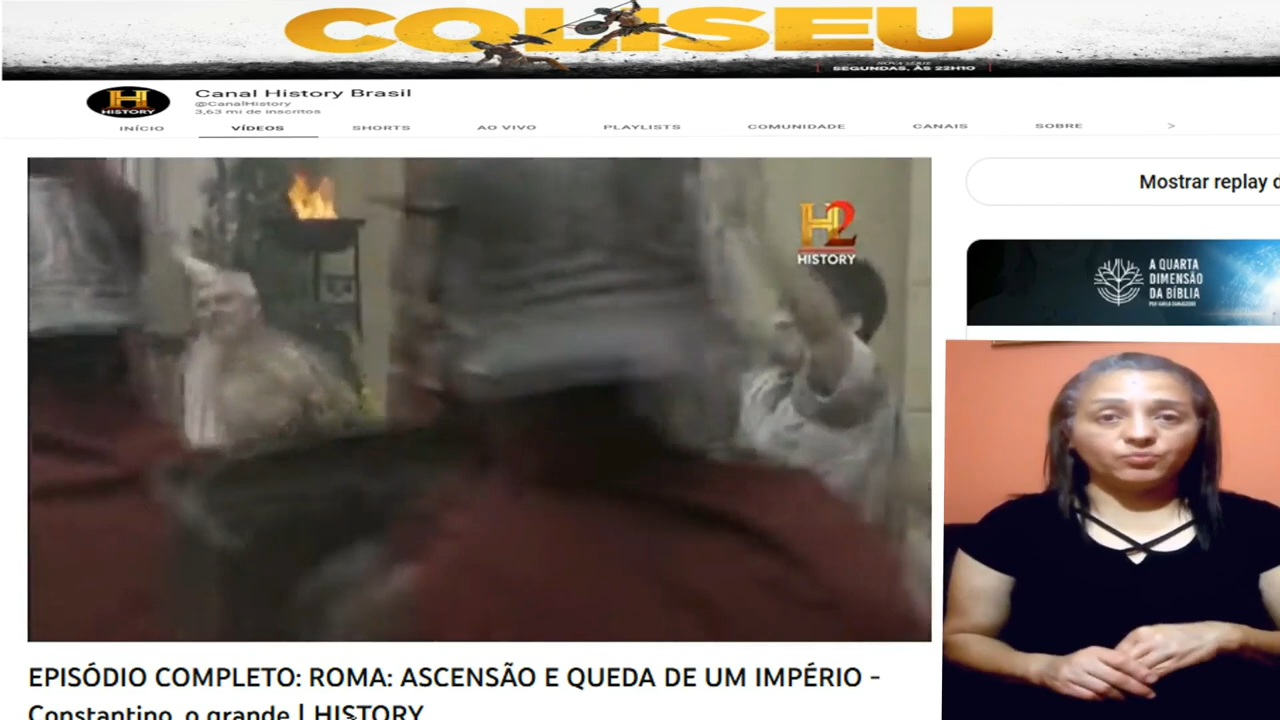 COLISEU
NOVA SÉRIE
SEGUNDAS, ÀS 22H10
H
HISTORY
Canal History Brasil
@CanalHistory
3,63 mi de inscritos
INÍCIO VÍDEOS SHORTS AO VIVO PLAYLISTS COMUNIDADE CANAIS SOBRE >
H2
HISTORY
Mostrar replay d
A QUARTA
DIMENSÃO
DA BÍBLIA
EPISÓDIO COMPLETO: ROMA: ASCENSÃO E QUEDA DE UM IMPÉRIO -
Constantino, o grande | HISTORY